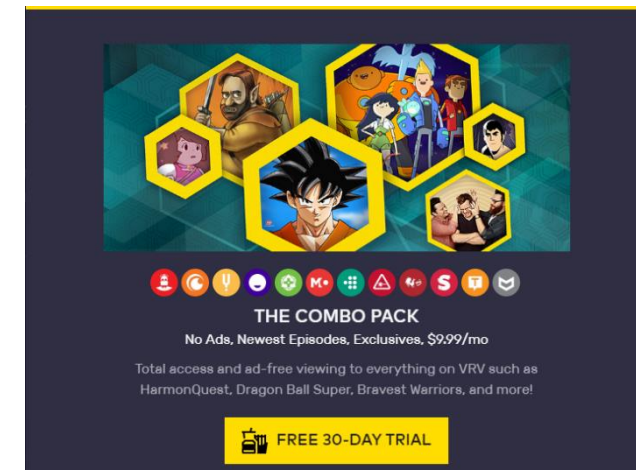 THE COMBO PACK
No Ads, Newest Episodes, Exclusives, $9.99/mo
Total access and ad-free viewing to everything on VRV such as
HarmonQuest, Dragon Ball Super, Bravest Warriors, and more!
FREE 30-DAY TRIAL